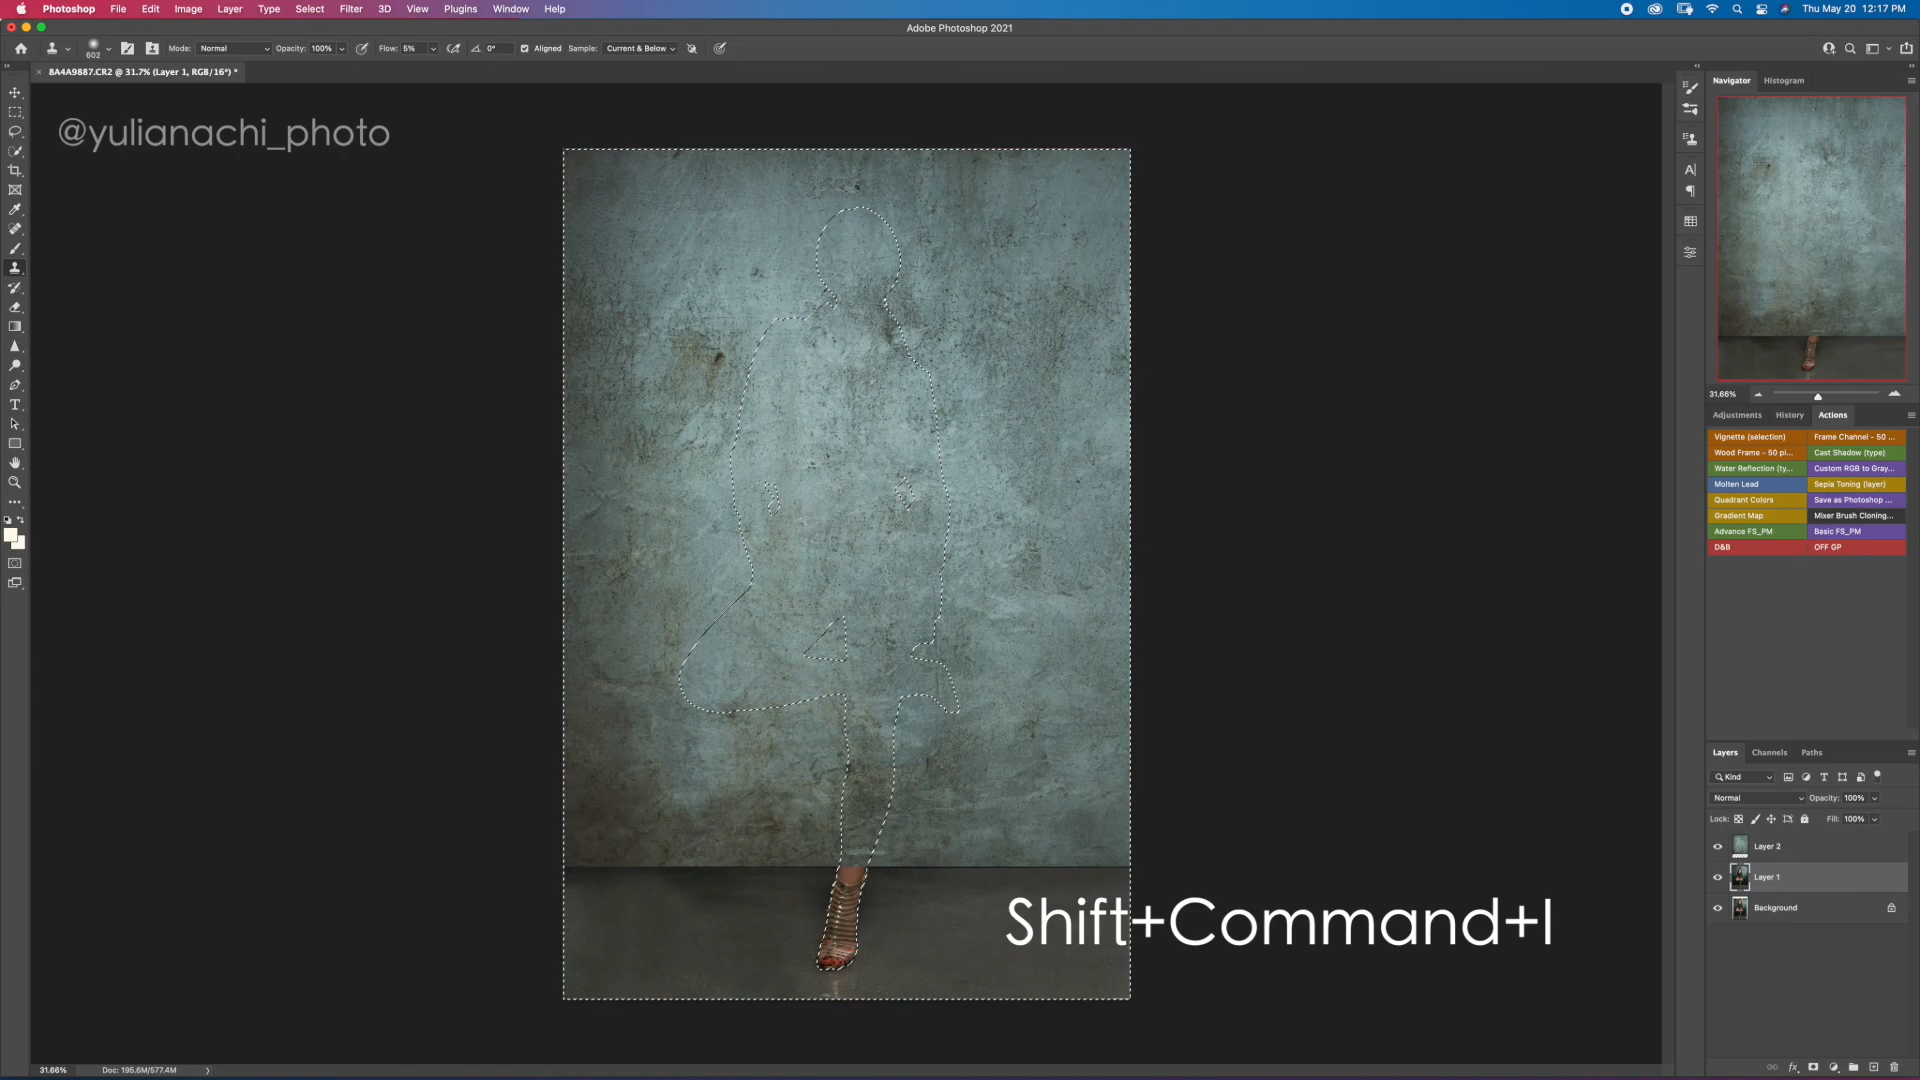 Photoshop File Edit Image Layer Type Select Filter 3D View Plugins Window Help Thu May 20 12:17 PM
Adobe Photoshop 2021
602 Mode: Normal Opacity: 100% Flow: 5% 0° Aligned Sample: Current & Below
8A4A9887.CR2 @ 31.7% (Layer 1, RGB/16*) *
Navigator Histogram
@yulianachi_photo
31.66%
Adjustments History Actions
Vignette (selection) Frame Channel - 50 ...
Wood Frame - 50 pi... Cast Shadow (type)
Water Reflection (ty... Custom RGB to Gray...
Molten Lead Sepia Toning (layer)
Quadrant Colors Save as Photoshop ...
Gradient Map Mixer Brush Cloning...
Advance FS_PM Basic FS_PM
D&B OFF GP
Layers Channels Paths
Kind
Normal Opacity: 100%
Lock: Fill: 100%
Layer 2
Layer 1
Background
Shift+Command+I
31.66% Doc: 195.6M/577.4M